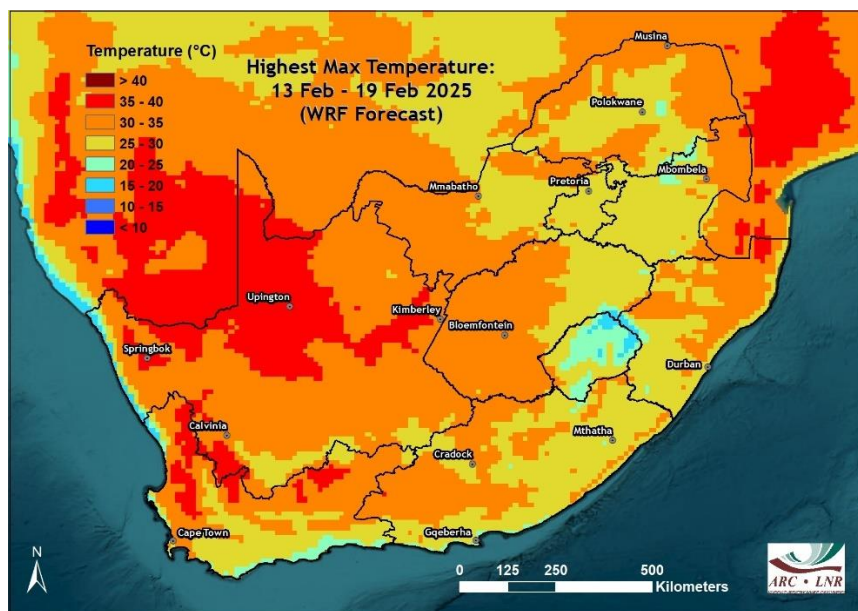 Temperature (°C)
> 40
35 - 40
30 - 35
25 - 30
20 - 25
15 - 20
10 - 15
< 10
Highest Max Temperature:
13 Feb - 19 Feb 2025
(WRF Forecast)
Musina
Polokwane
Mbombela
Pretoria
Mmabatho
Upington
Kimberley
Bloemfontein
Springbok
Durban
Calvinia
Mthatha
Cradock
Cape Town
Gqeberha
N
0 125 250 500
Kilometers
ARC • LNR